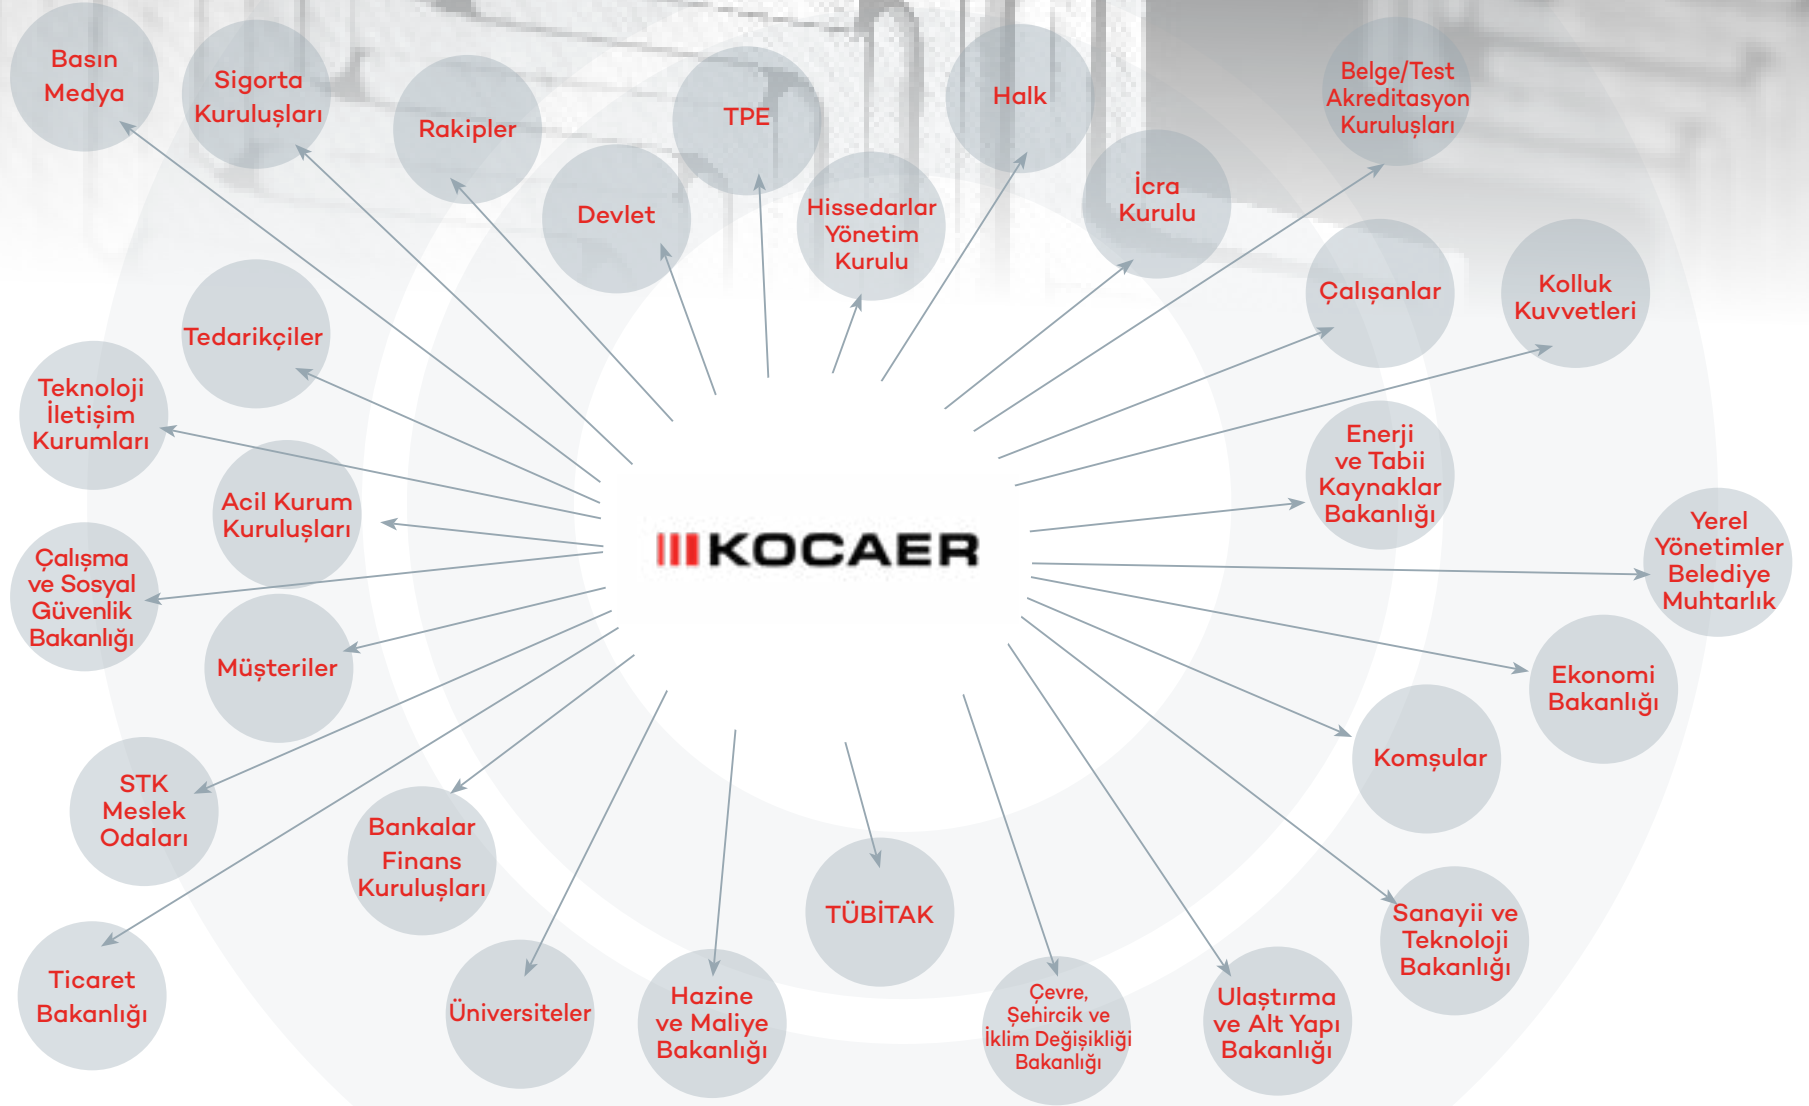 Basın
Medya
Sigorta
Kuruluşları
Rakipler
Devlet
TPE
Hissedarlar
Yönetim
Kurulu
Halk
İcra
Kurulu
Belge/Test
Akreditasyon
Kuruluşları
Çalışanlar
Kolluk
Kuvvetleri
Tedarikçiler
Teknoloji
İletişim
Kurumları
Acil Kurum
Kuruluşları
Çalışma
ve Sosyal
Güvenlik
Bakanlığı
Müşteriler
KOCAER
Enerji
ve Tabii
Kaynaklar
Bakanlığı
Yerel
Yönetimler
Belediye
Muhtarlık
Ekonomi
Bakanlığı
Komşular
STK
Meslek
Odaları
Bankalar
Finans
Kuruluşları
TÜBİTAK
Sanayii ve
Teknoloji
Bakanlığı
Ticaret
Bakanlığı
Üniversiteler
Hazine
ve Maliye
Bakanlığı
Çevre,
Şehircik ve
İklim Değişikliği
Bakanlığı
Ulaştırma
ve Alt Yapı
Bakanlığı